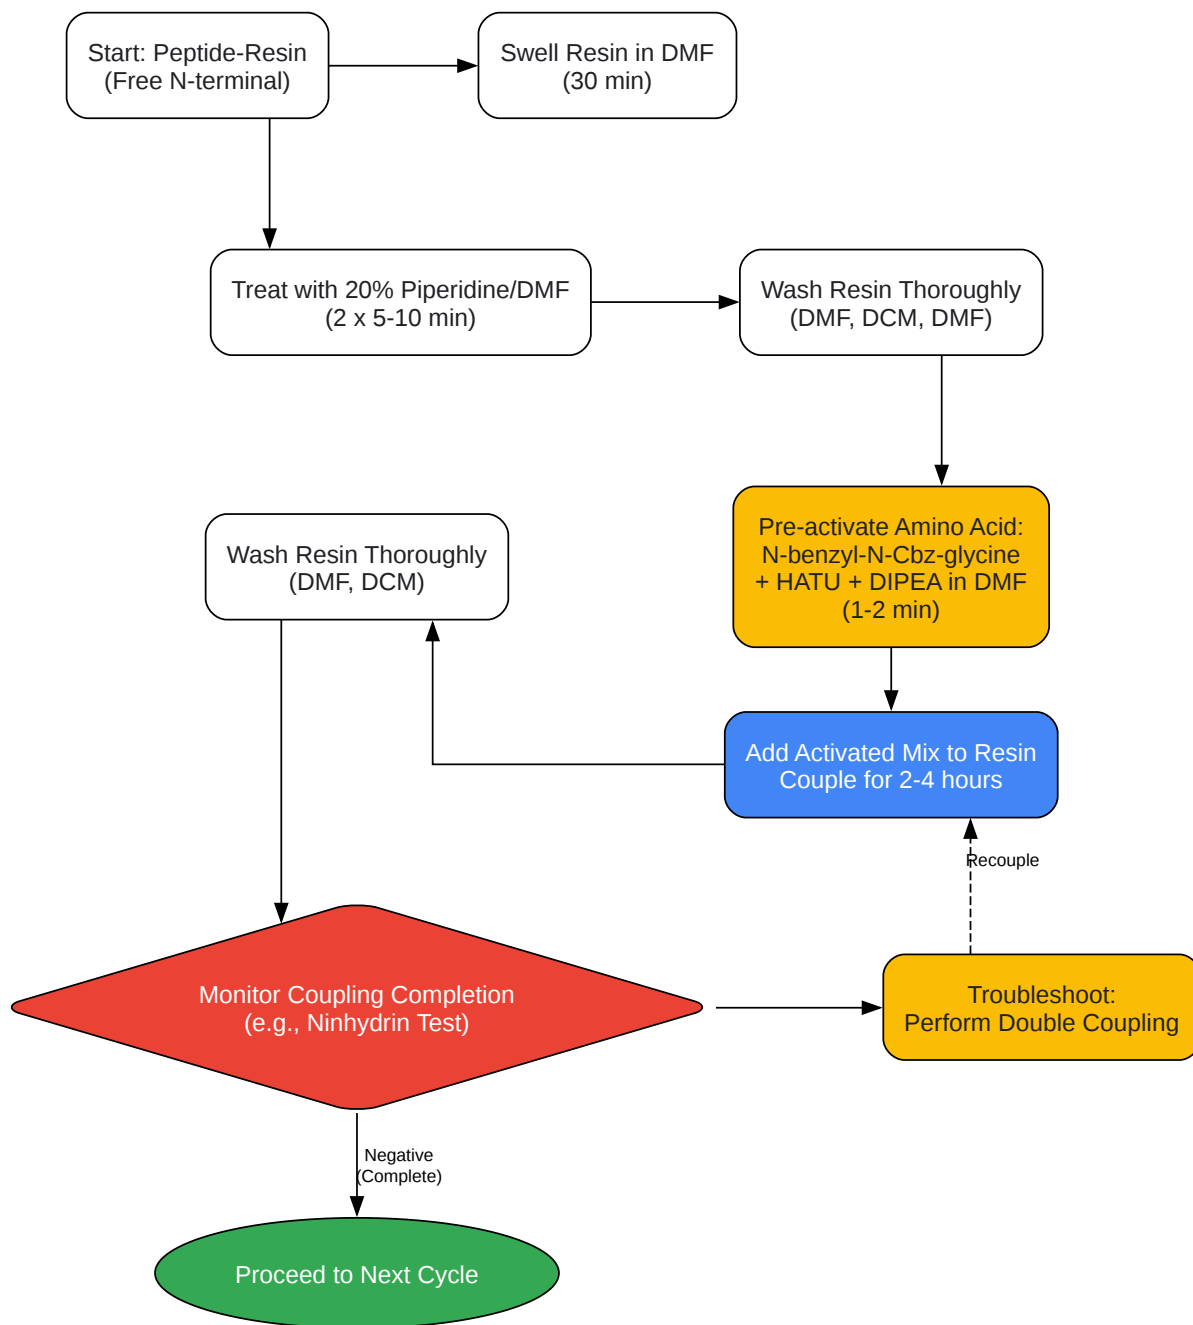 Start: Peptide-Resin
(Free N-terminal)
Swell Resin in DMF
(30 min)
Treat with 20% Piperidine/DMF
(2 x 5-10 min)
Wash Resin Thoroughly
(DMF, DCM, DMF)
Pre-activate Amino Acid:
N-benzyl-N-Cbz-glycine
+ HATU + DIPEA in DMF
(1-2 min)
Wash Resin Thoroughly
(DMF, DCM)
Add Activated Mix to Resin
Couple for 2-4 hours
Recouple
Monitor Coupling Completion
(e.g., Ninhydrin Test)
Troubleshoot:
Perform Double Coupling
Negative
(Complete)
Proceed to Next Cycle